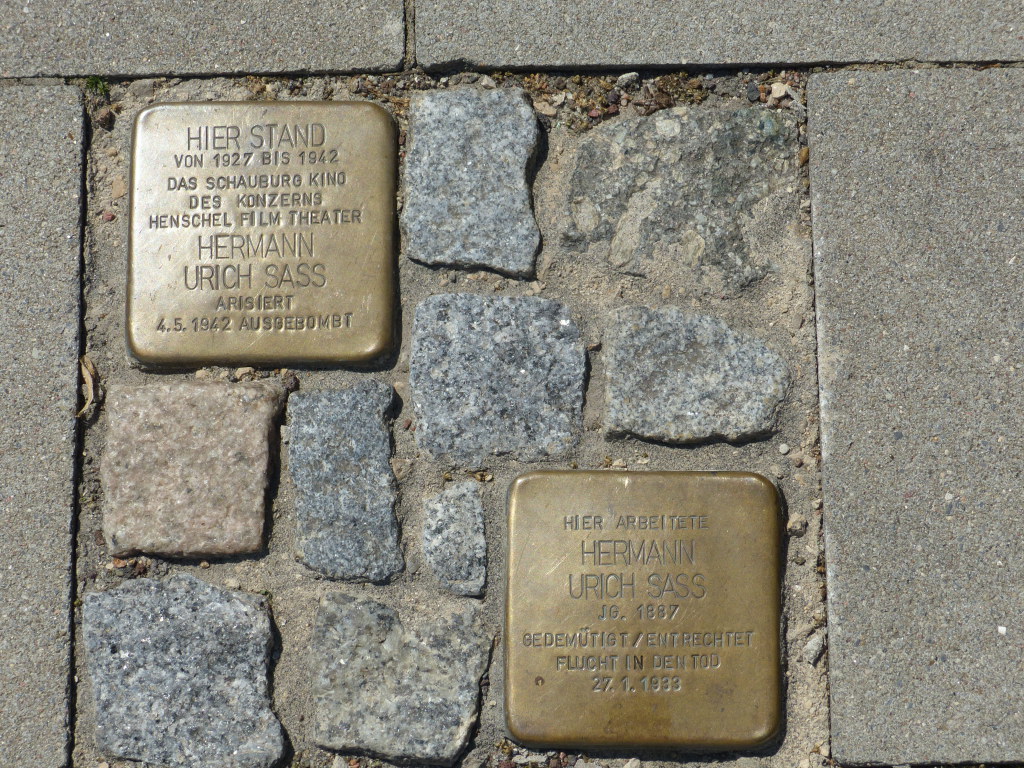 HIER STAND
VON 1927 BIS 1942
DAS SCHAUBURG KINO
DES KONZERNS
HENSCHEL FILM THEATER
HERMANN
URICH SASS
ARISIERT
4.5.1942 AUSGEBOMBT
HIER ARBEITETE
HERMANN
URICH SASS
JG. 1887
GEDEMÜTIGT/ENTRECHTET
FLUCHT IN DEN TOD
27.1.1933